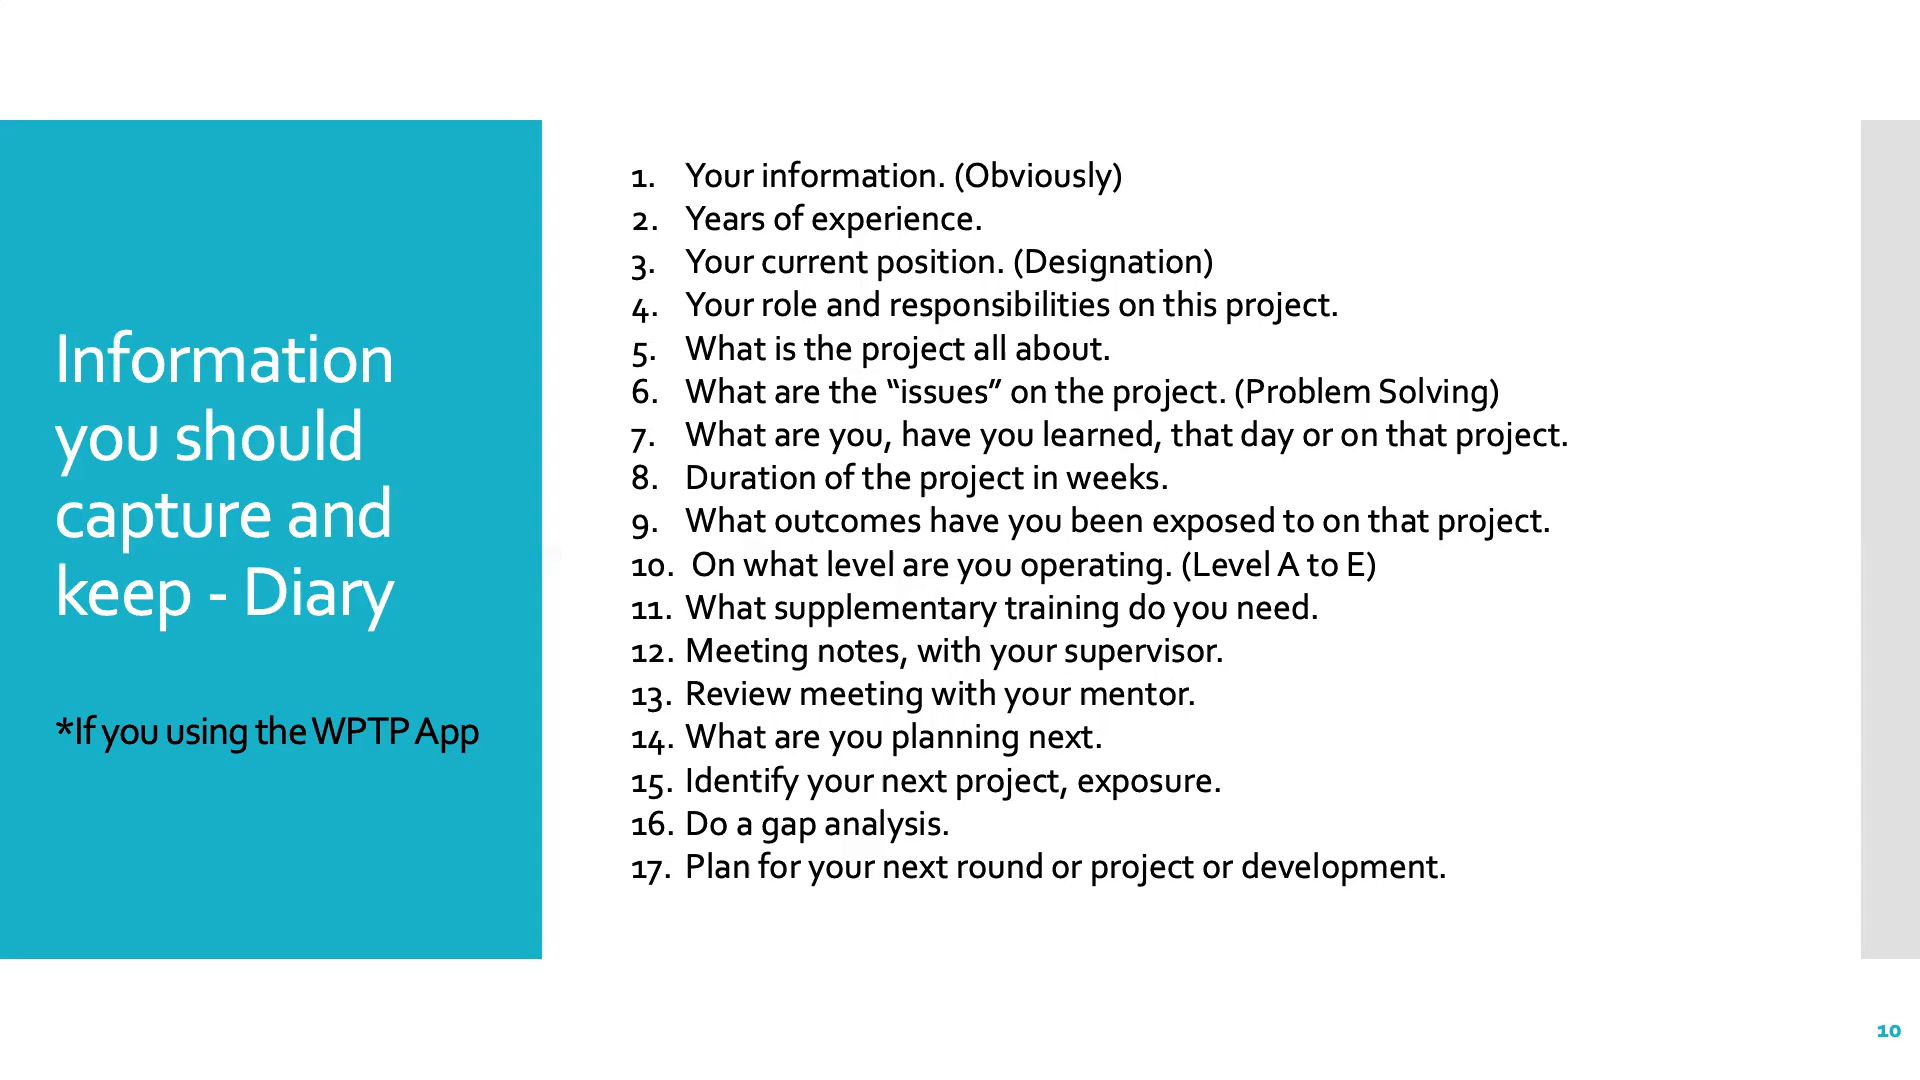 Information
you should
capture and
keep - Diary
*If you using the WPTP App
1. Your information. (Obviously)
2. Years of experience.
3. Your current position. (Designation)
4. Your role and responsibilities on this project.
5. What is the project all about.
6. What are the “issues” on the project. (Problem Solving)
7. What are you, have you learned, that day or on that project.
8. Duration of the project in weeks.
9. What outcomes have you been exposed to on that project.
10. On what level are you operating. (Level A to E)
11. What supplementary training do you need.
12. Meeting notes, with your supervisor.
13. Review meeting with your mentor.
14. What are you planning next.
15. Identify your next project, exposure.
16. Do a gap analysis.
17. Plan for your next round or project or development.
10